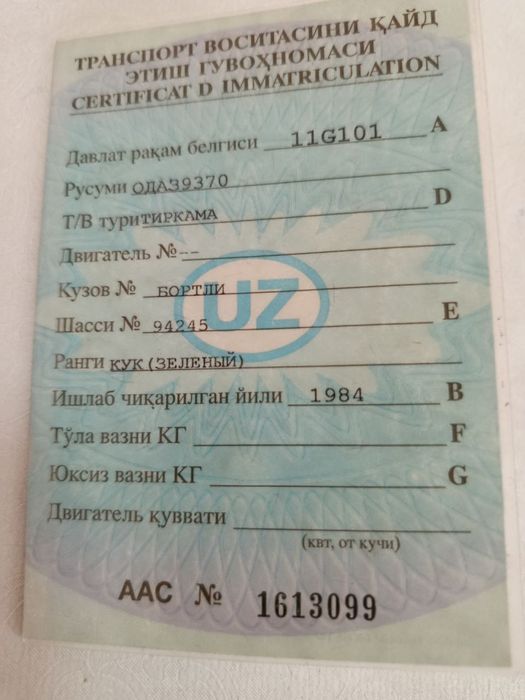 ТРАНСПОРТ ВОСИТАСИНИ ҚАЙД
ЭТИШ ГУВОҲНОМАСИ
CERTIFICAT D IMMATRICULATION
Давлат рақам белгиси 11G101 A
Русуми ОДАЗ9370
Т/В тури ТИРКАМА D
Двигатель № --
Кузов № БОРТЛИ
UZ
Шасси № 94245 E
Ранги КУК (ЗЕЛЕНЫЙ)
Ишлаб чиқарилган йили 1984 B
Тўла вазни КГ F
Юксиз вазни КГ G
Двигатель қуввати
(квт, от кучи)
ААС № 1613099